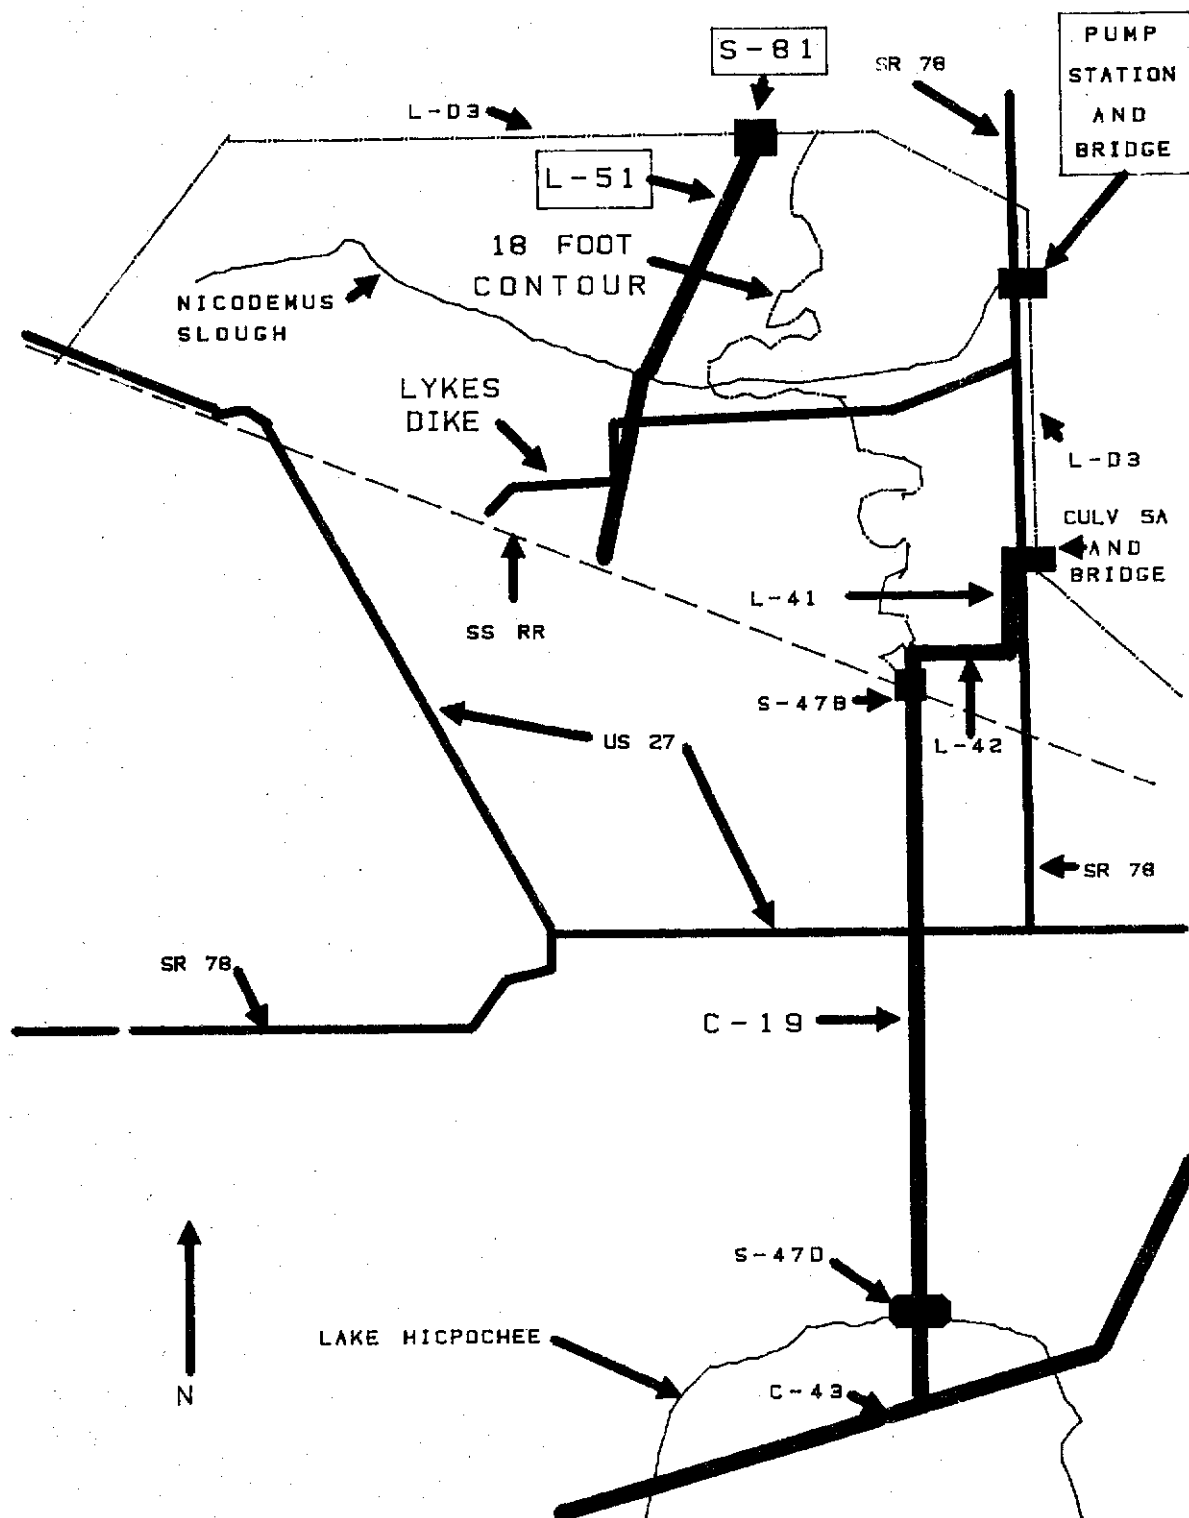 PUMP
STATION
AND
BRIDGE
S-81
SR 78
L-D3
L-51
18 FOOT
CONTOUR
NICODEMUS
SLOUGH
LYKES
DIKE
L-D3
CULV 5A
AND
BRIDGE
L-41
SS RR
S-47B
L-42
US 27
SR 78
SR 78
C-19
S-47D
LAKE HICPOCHEE
C-43
N